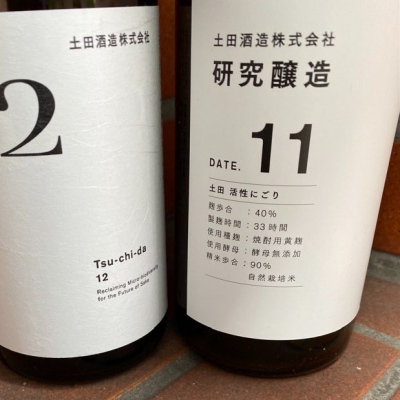 土田酒造株式会社
2
Tsu-chi-da
12
Reclaiming Micro-biodiversity
for the Future of Sake
土田酒造株式会社
研究醸造
DATE. 11
土田 活性にごり
麹歩合 : 40%
製麹時間 : 33時間
使用種麹 : 焼酎用黄麹
使用酵母 : 酵母無添加
精米歩合 : 90%
自然栽培米